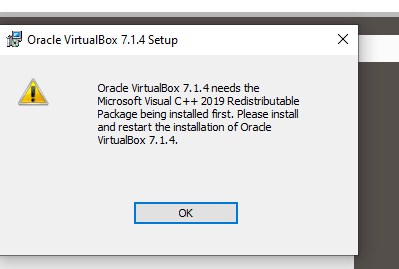 Oracle VirtualBox 7.1.4 Setup
Oracle VirtualBox 7.1.4 needs the
Microsoft Visual C++ 2019 Redistributable
Package being installed first. Please install
and restart the installation of Oracle
VirtualBox 7.1.4.
OK